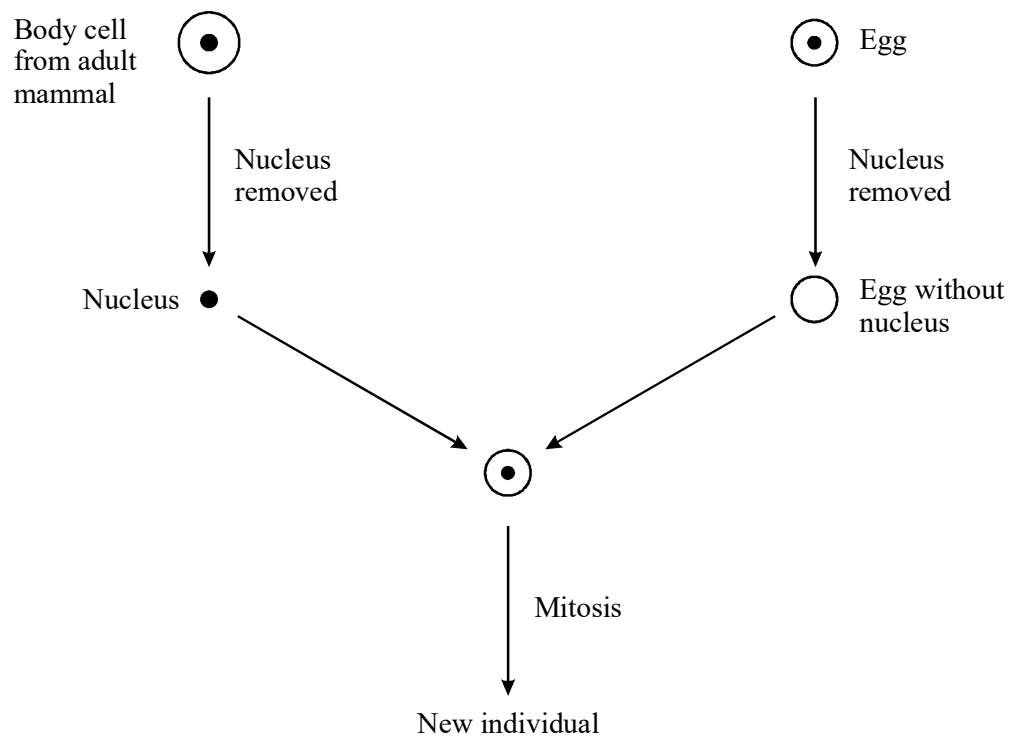 Body cell
from adult
mammal
Egg
Nucleus
removed
Nucleus
removed
Nucleus
Egg without
nucleus
Mitosis
New individual